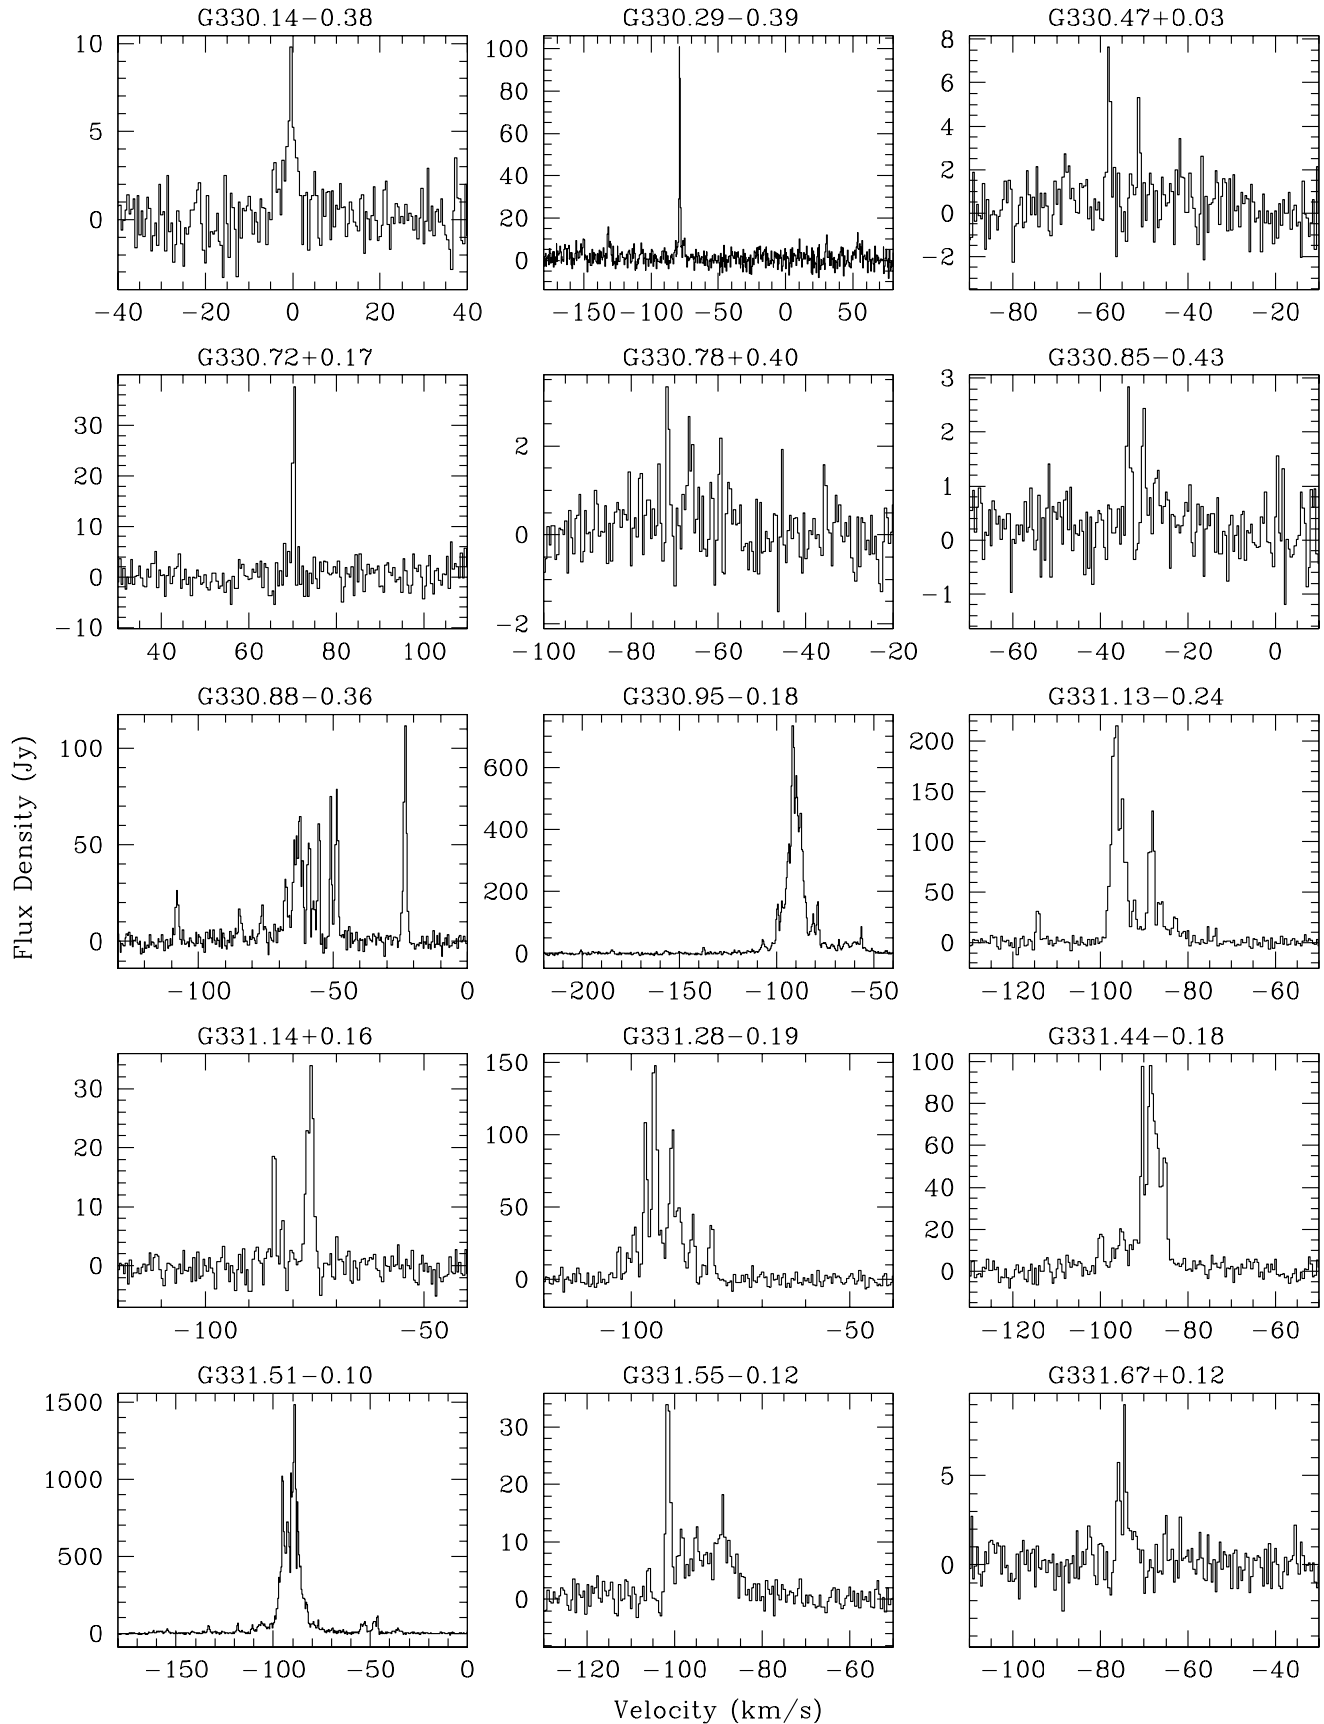 G330.14−0.38 G330.29−0.39 G330.47+0.03
10 5 0
−40 −20 0 20 40
100 80 60 40 20 0
−150 −100 −50 0 50
8 6 4 2 0 −2
−80 −60 −40 −20
G330.72+0.17 G330.78+0.40 G330.85−0.43
30 20 10 0 −10
40 60 80 100
2 0 −2
−100 −80 −60 −40 −20
3 2 1 0 −1
−60 −40 −20 0
G330.88−0.36 G330.95−0.18 G331.13−0.24
100 50 0
−100 −50 0
600 400 200 0
−200 −150 −100 −50
200 150 100 50 0
−120 −100 −80 −60
Flux Density (Jy)
G331.14+0.16 G331.28−0.19 G331.44−0.18
30 20 10 0
−100 −50
150 100 50 0
−100 −50
100 80 60 40 20 0
−120 −100 −80 −60
G331.51−0.10 G331.55−0.12 G331.67+0.12
1500 1000 500 0
−150 −100 −50 0
30 20 10 0
−120 −100 −80 −60
5 0
−100 −80 −60 −40
Velocity (km/s)